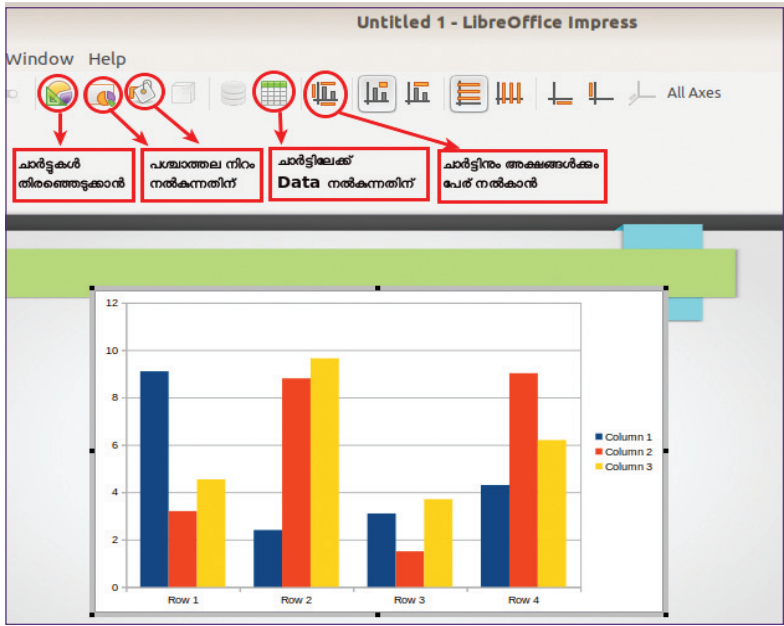 Untitled 1 - LibreOffice Impress
Window Help
All Axes
ചാർട്ടുകൾ
തിരഞ്ഞെടുക്കാൻ
പശ്ചാത്തല നിറം
നൽകുന്നതിന്
ചാർട്ടിലേക്ക്
Data നൽകുന്നതിന്
ചാർട്ടിനും അക്ഷങ്ങൾക്കും
പേര് നൽകാൻ
12
10
8
6
4
2
0
Row 1 Row 2 Row 3 Row 4
Column 1
Column 2
Column 3